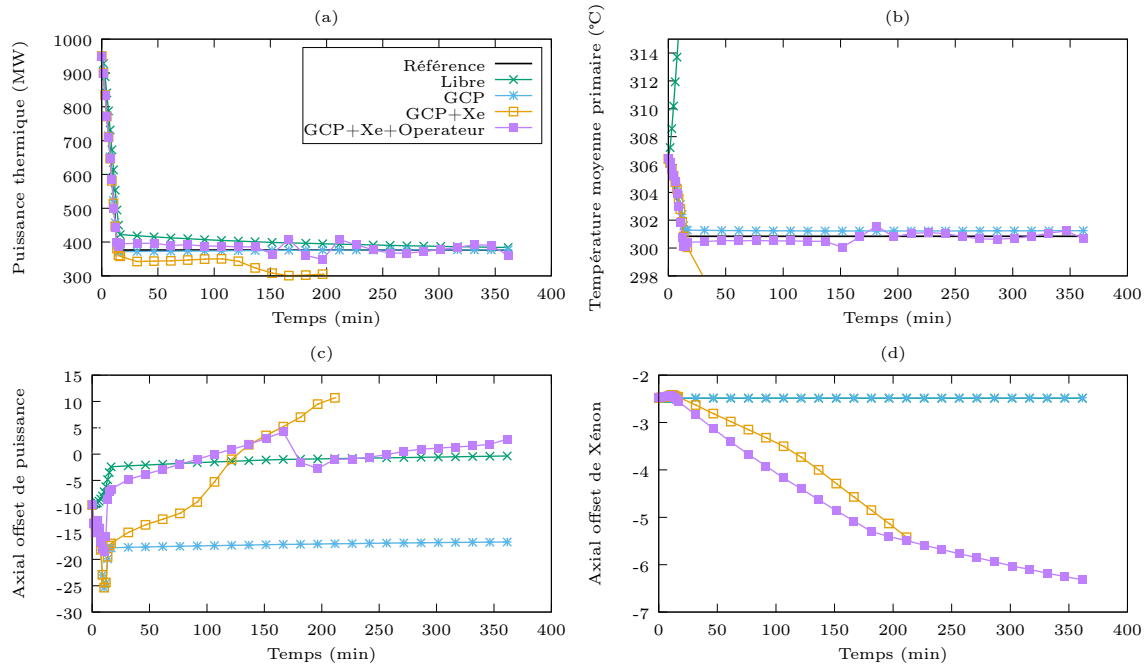 (a)
Puissance thermique (MW)
1000
900
800
700
600
500
400
300
0 50 100 150 200 250 300 350 400
Temps (min)
Référence
Libre
GCP
GCP+Xe
GCP+Xe+Operateur
(b)
Température moyenne primaire (°C)
314
312
310
308
306
304
302
300
298
0 50 100 150 200 250 300 350 400
Temps (min)
(c)
Axial offset de puissance
15
10
5
0
-5
-10
-15
-20
-25
-30
0 50 100 150 200 250 300 350 400
Temps (min)
(d)
Axial offset de Xénon
-2
-3
-4
-5
-6
-7
0 50 100 150 200 250 300 350 400
Temps (min)